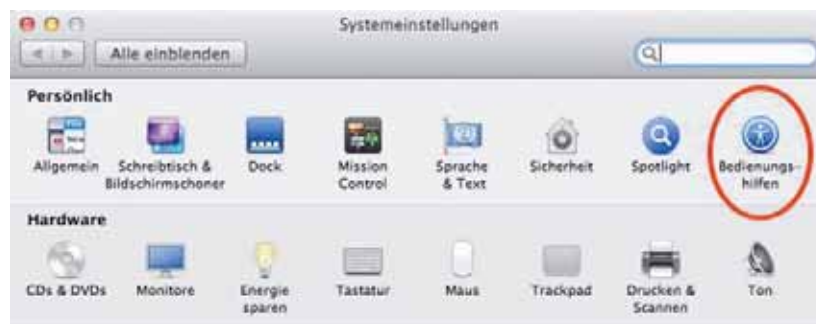 Systemeinstellungen
Alle einblenden
Persönlich
Allgemein
Schreibtisch &
Bildschirmschoner
Dock
Mission
Control
Sprache
& Text
Sicherheit
Spotlight
Bedienungs-
hilfen
Hardware
CDs & DVDs
Monitore
Energie
sparen
Tastatur
Maus
Trackpad
Drucken &
Scannen
Ton